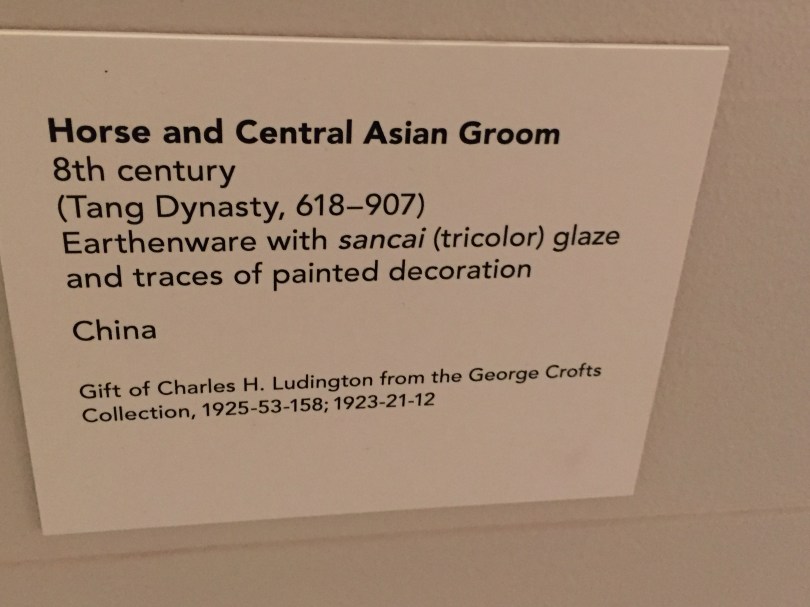 Horse and Central Asian Groom
8th century
(Tang Dynasty, 618–907)
Earthenware with sancai (tricolor) glaze
and traces of painted decoration
China
Gift of Charles H. Ludington from the George Crofts
Collection, 1925-53-158; 1923-21-12